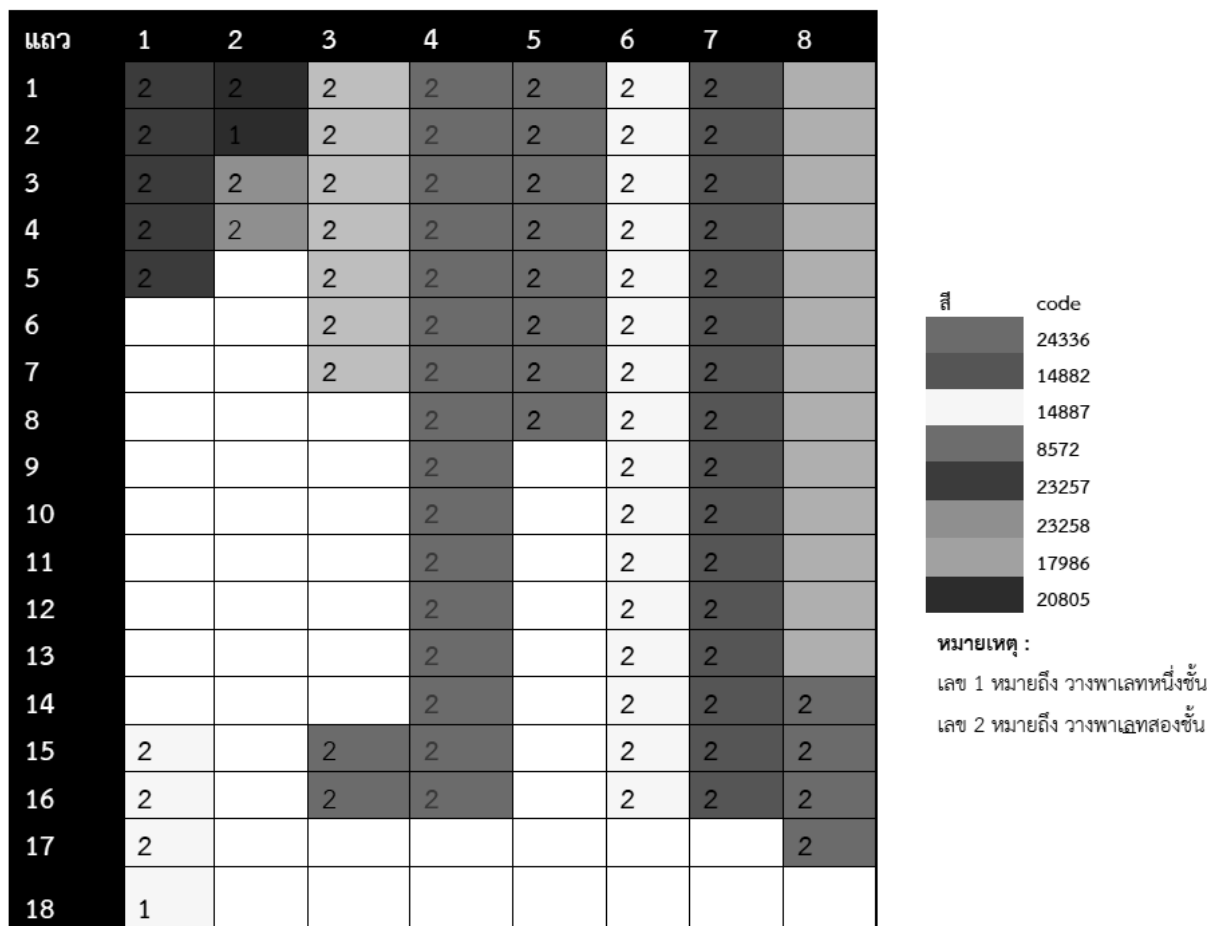 แถว 1 2 3 4 5 6 7 8
1 2 2 2 2 2 2 2
2 2 1 2 2 2 2 2
3 2 2 2 2 2 2 2
4 2 2 2 2 2 2 2
5 2 2 2 2 2 2
6 2 2 2 2 2
7 2 2 2 2 2
8 2 2 2 2
9 2 2 2
10 2 2 2
11 2 2 2
12 2 2 2
13 2 2 2
14 2 2 2 2
15 2 2 2 2 2 2
16 2 2 2 2 2 2
17 2 2
18 1
สี code
24336
14882
14887
8572
23257
23258
17986
20805
หมายเหตุ :
เลข 1 หมายถึง วางพาเลทหนึ่งชั้น
เลข 2 หมายถึง วางพาเลทสองชั้น